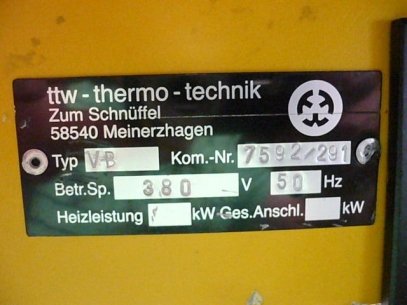 ttw - thermo - technik
Zum Schnüffel
58540 Meinerzhagen
Typ V-B Kom.-Nr. 7592/291
Betr.Sp. 380 V 50 Hz
Heizleistung kW Ges.Anschl. kW